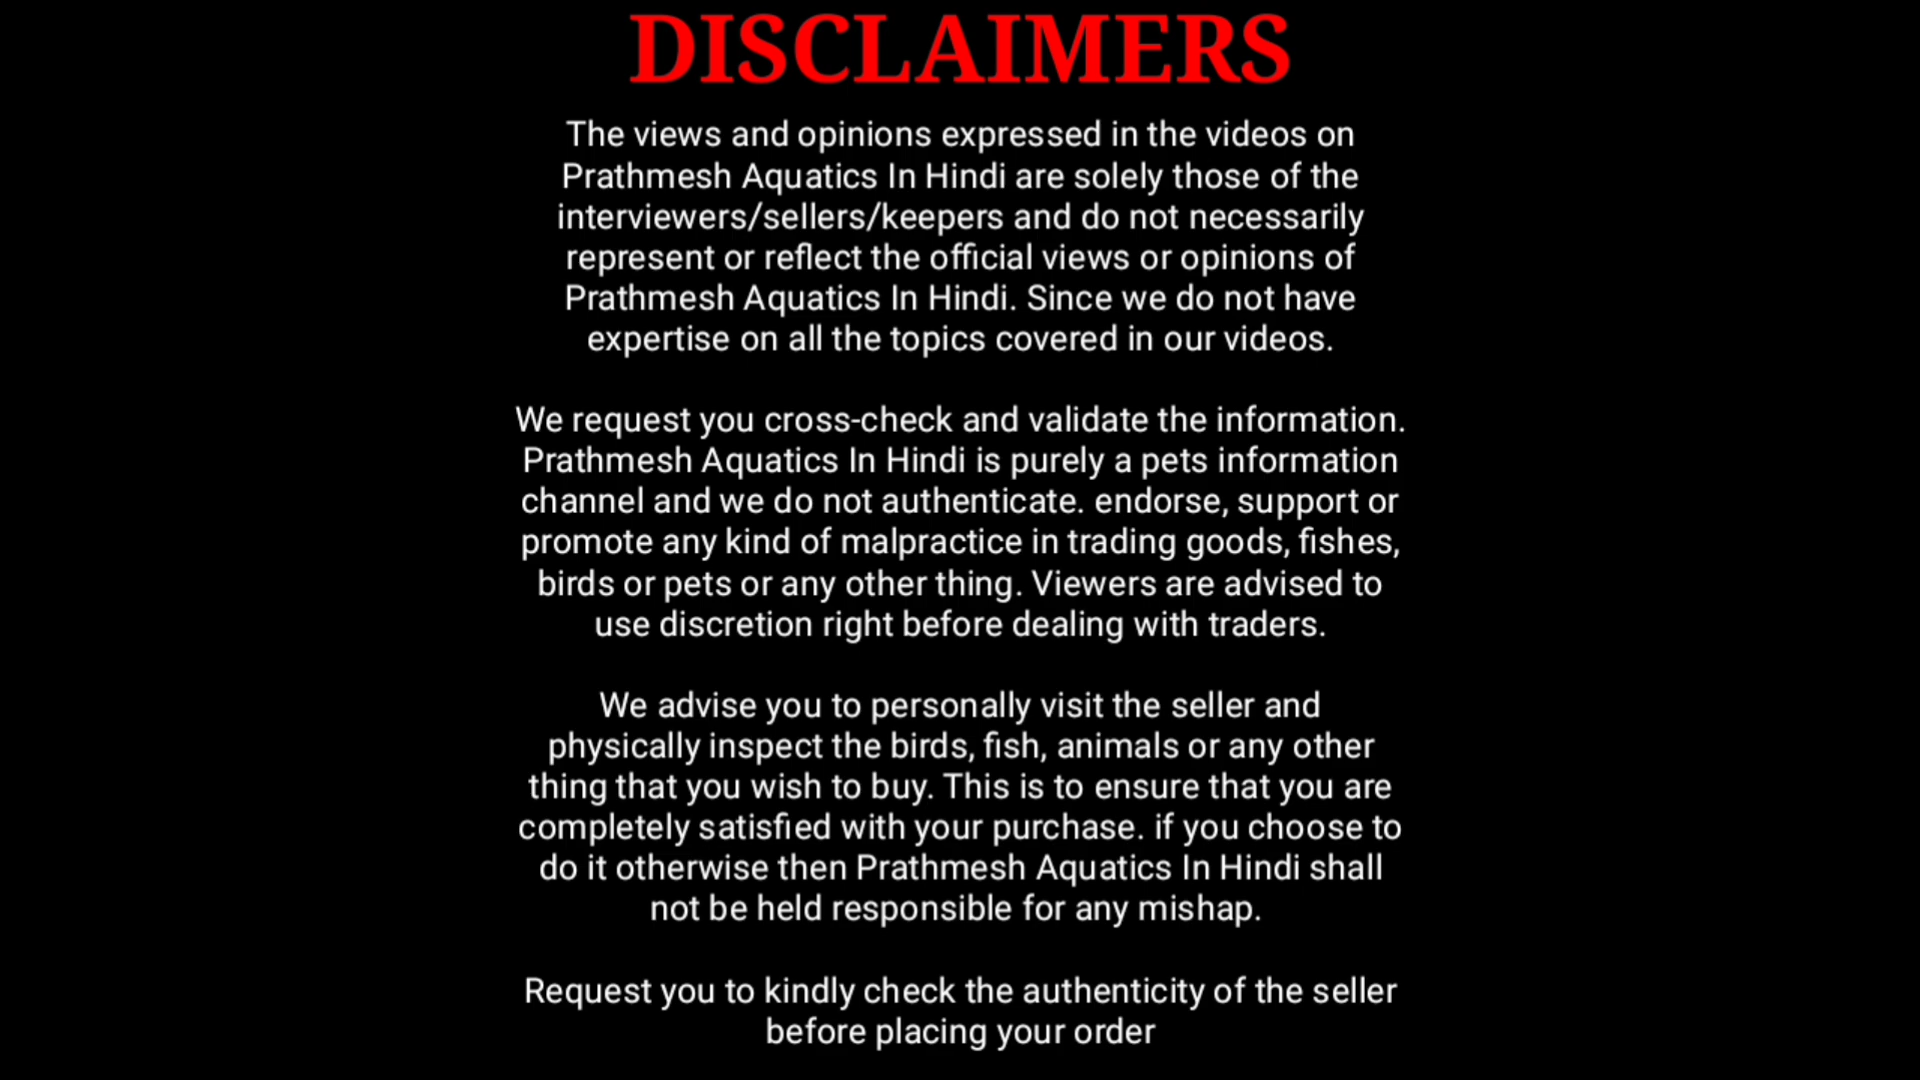 DISCLAIMERS
The views and opinions expressed in the videos on
Prathmesh Aquatics In Hindi are solely those of the
interviewers/sellers/keepers and do not necessarily
represent or reflect the official views or opinions of
Prathmesh Aquatics In Hindi. Since we do not have
expertise on all the topics covered in our videos.
We request you cross-check and validate the information.
Prathmesh Aquatics In Hindi is purely a pets information
channel and we do not authenticate. endorse, support or
promote any kind of malpractice in trading goods, fishes,
birds or pets or any other thing. Viewers are advised to
use discretion right before dealing with traders.
We advise you to personally visit the seller and
physically inspect the birds, fish, animals or any other
thing that you wish to buy. This is to ensure that you are
completely satisfied with your purchase. if you choose to
do it otherwise then Prathmesh Aquatics In Hindi shall
not be held responsible for any mishap.
Request you to kindly check the authenticity of the seller
before placing your order